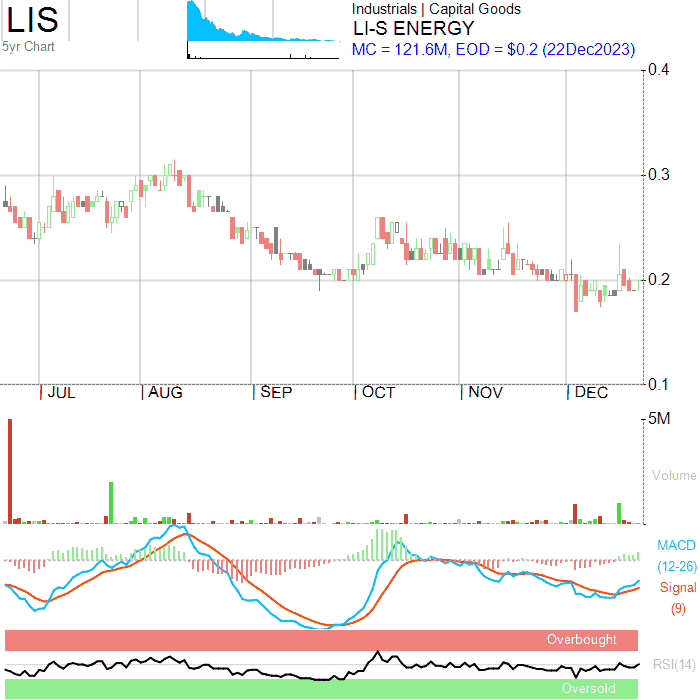 LIS
5yr Chart
Industrials | Capital Goods
LI-S ENERGY
MC = 121.6M, EOD = $0.2 (22Dec2023)
0.4
0.3
0.2
0.1
JUL AUG SEP OCT NOV DEC
5M
Volume
MACD
(12-26)
Signal
(9)
Overbought
RSI(14)
Oversold